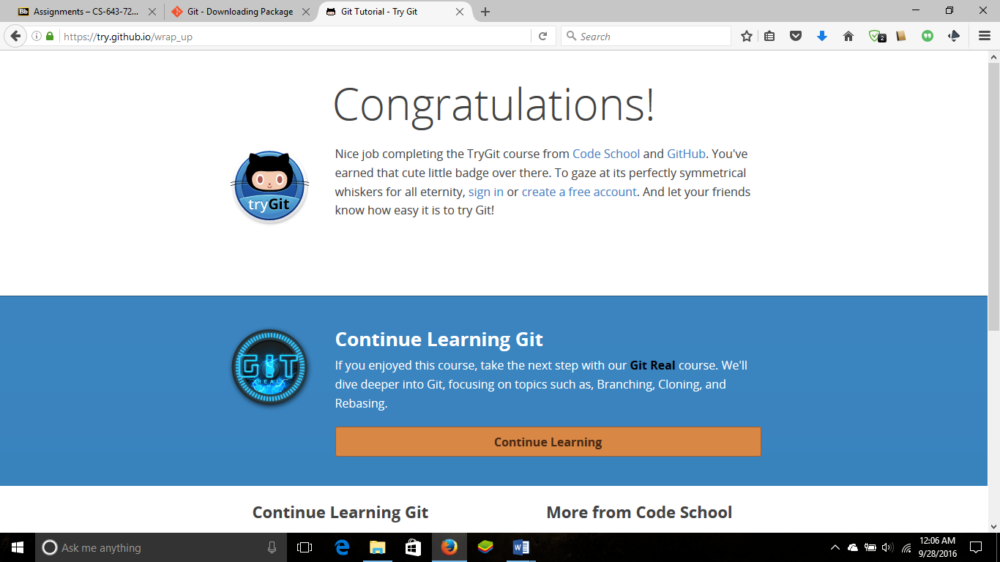 Assignments – CS-643-72...
Git - Downloading Package
Git Tutorial - Try Git
https://try.github.io/wrap_up
Search
2
Congratulations!
Nice job completing the TryGit course from Code School and GitHub. You've
earned that cute little badge over there. To gaze at its perfectly symmetrical
whiskers for all eternity, sign in or create a free account. And let your friends
know how easy it is to try Git!
tryGit
Continue Learning Git
If you enjoyed this course, take the next step with our Git Real course. We'll
dive deeper into Git, focusing on topics such as, Branching, Cloning, and
Rebasing.
GIT
REAL
Continue Learning
Continue Learning Git
More from Code School
Ask me anything
12:06 AM
9/28/2016